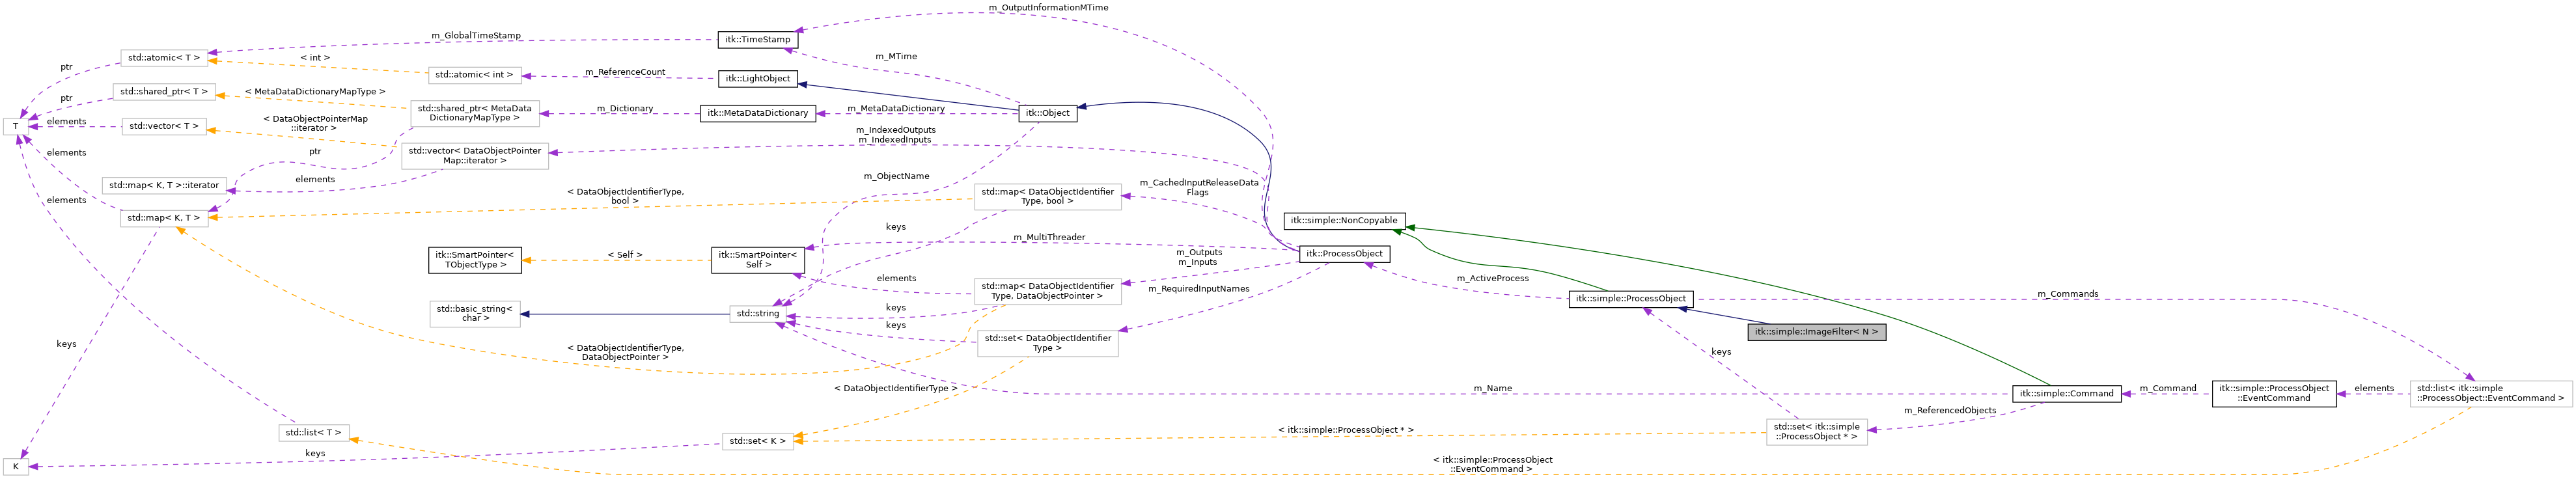 m_OutputInformationMTime
m_GlobalTimeStamp
itk::TimeStamp
std::atomic< T >
< int >
m_MTime
ptr
std::atomic< int >
m_ReferenceCount
itk::LightObject
std::shared_ptr< T >
< MetaDataDictionaryMapType >
ptr
std::shared_ptr< MetaData
DictionaryMapType >
m_Dictionary
itk::MetaDataDictionary
m_MetaDataDictionary
itk::Object
elements
T
std::vector< T >
< DataObjectPointerMap
::iterator >
m_IndexedOutputs
m_IndexedInputs
elements
ptr
std::vector< DataObjectPointer
Map::iterator >
std::map< K, T >::iterator
elements
m_ObjectName
elements
< DataObjectIdentifierType,
bool >
std::map< DataObjectIdentifier
Type, bool >
m_CachedInputReleaseData
Flags
std::map< K, T >
keys
itk::simple::NonCopyable
m_MultiThreader
itk::SmartPointer<
TObjectType >
< Self >
itk::SmartPointer<
Self >
m_Outputs
m_Inputs
itk::ProcessObject
elements
std::map< DataObjectIdentifier
Type, DataObjectPointer >
m_RequiredInputNames
m_ActiveProcess
itk::simple::ProcessObject
m_Commands
std::basic_string<
char >
std::string
keys
keys
itk::simple::ImageFilter< N >
keys
< DataObjectIdentifierType,
DataObjectPointer >
std::set< DataObjectIdentifier
Type >
keys
< DataObjectIdentifierType >
m_Name
itk::simple::Command
m_Command
itk::simple::ProcessObject
::EventCommand
elements
std::list< itk::simple
::ProcessObject::EventCommand >
m_ReferencedObjects
std::list< T >
std::set< K >
< itk::simple::ProcessObject * >
std::set< itk::simple
::ProcessObject * >
keys
K
< itk::simple::ProcessObject
::EventCommand >